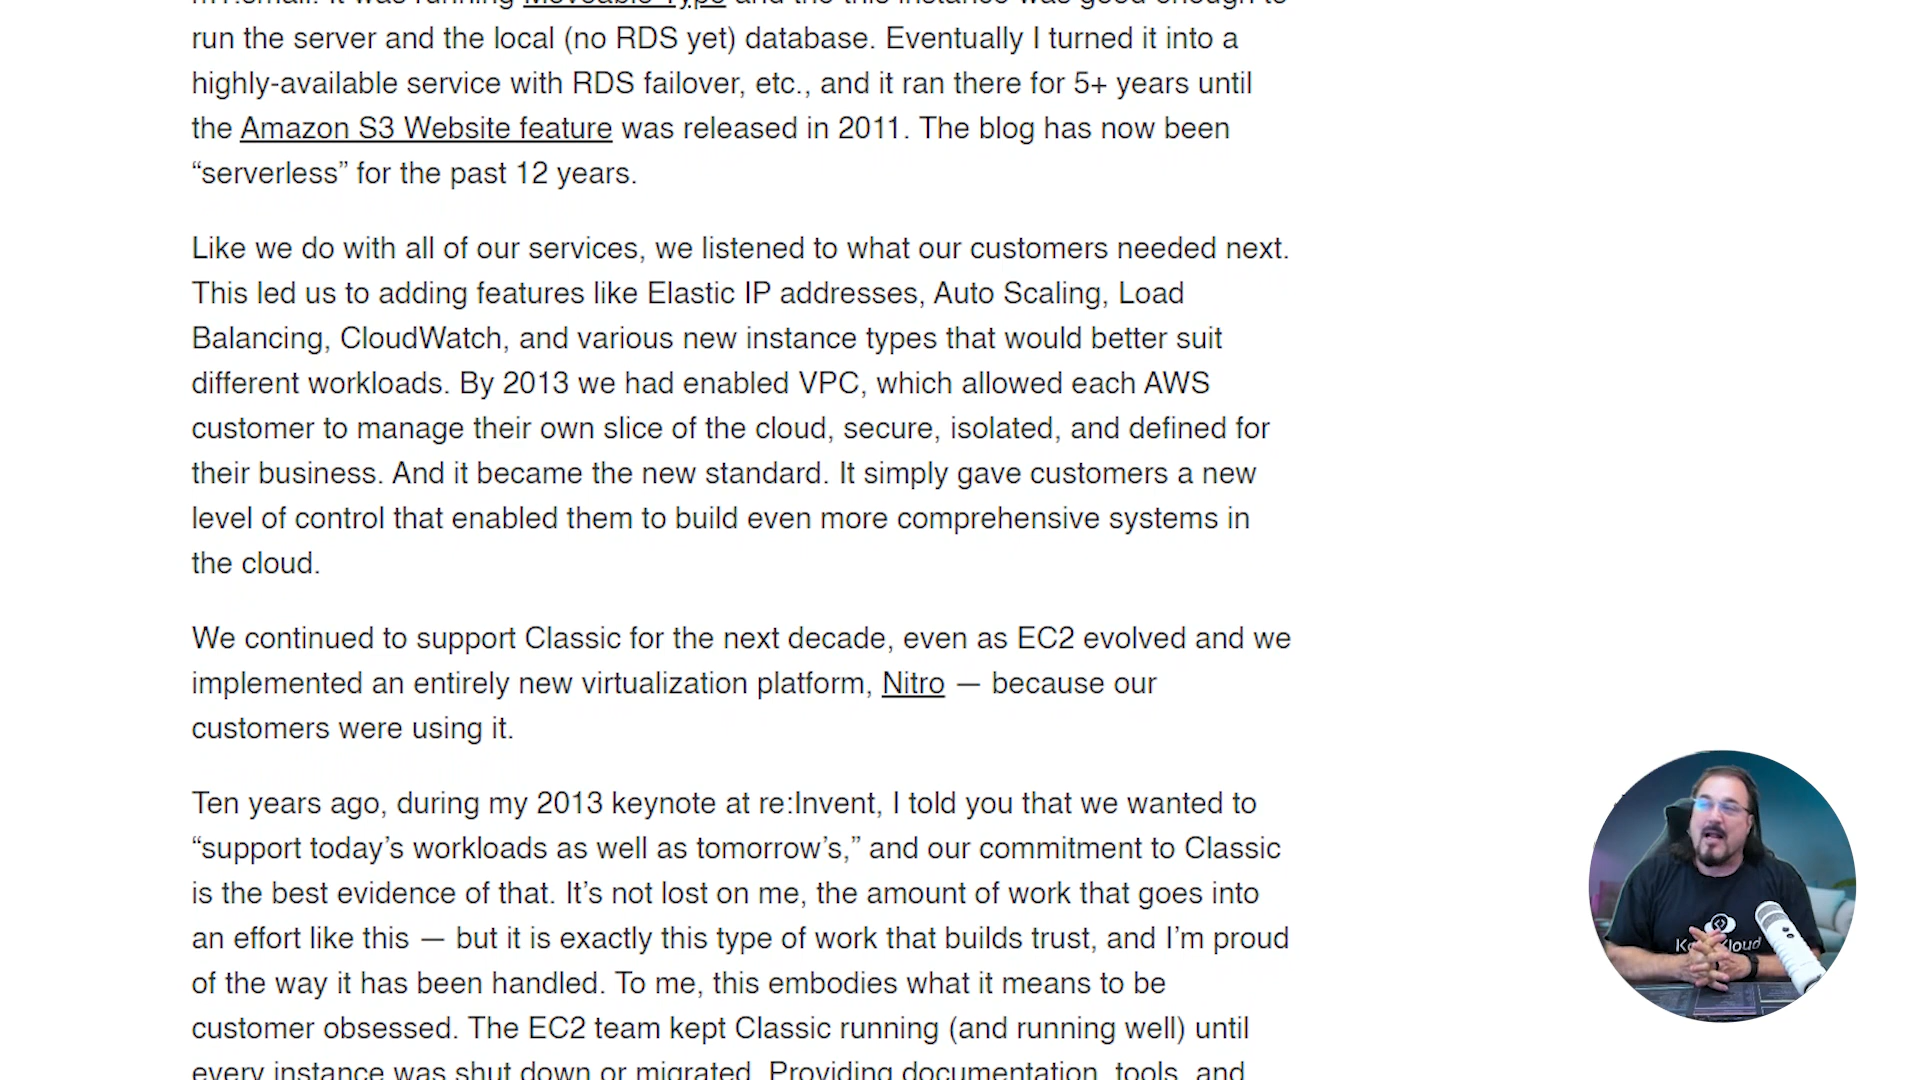 run the server and the local (no RDS yet) database. Eventually I turned it into a
highly-available service with RDS failover, etc., and it ran there for 5+ years until
the Amazon S3 Website feature was released in 2011. The blog has now been
“serverless” for the past 12 years.
Like we do with all of our services, we listened to what our customers needed next.
This led us to adding features like Elastic IP addresses, Auto Scaling, Load
Balancing, CloudWatch, and various new instance types that would better suit
different workloads. By 2013 we had enabled VPC, which allowed each AWS
customer to manage their own slice of the cloud, secure, isolated, and defined for
their business. And it became the new standard. It simply gave customers a new
level of control that enabled them to build even more comprehensive systems in
the cloud.
We continued to support Classic for the next decade, even as EC2 evolved and we
implemented an entirely new virtualization platform, Nitro — because our
customers were using it.
Ten years ago, during my 2013 keynote at re:Invent, I told you that we wanted to
“support today’s workloads as well as tomorrow’s,” and our commitment to Classic
is the best evidence of that. It’s not lost on me, the amount of work that goes into
an effort like this — but it is exactly this type of work that builds trust, and I’m proud
of the way it has been handled. To me, this embodies what it means to be
customer obsessed. The EC2 team kept Classic running (and running well) until
every instance was shut down or migrated. Providing documentation, tools, and